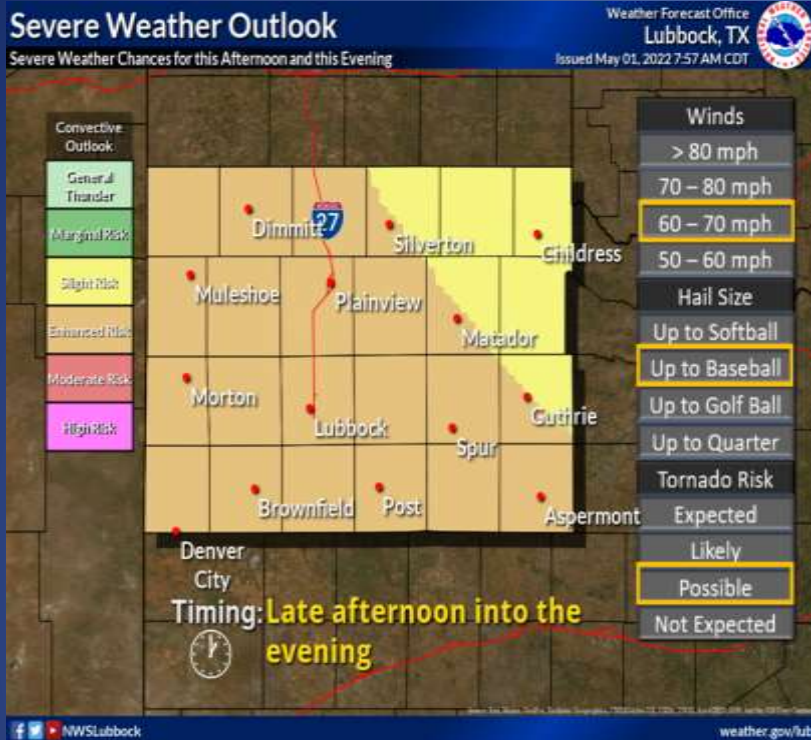 Severe Weather Outlook
Severe Weather Chances for this Afternoon and this Evening
Weather Forecast Office
Lubbock, TX
Issued May 01, 2022 7:57 AM CDT
Convective
Outlook
General
Thunder
Marginal Risk
Slight Risk
Enhanced Risk
Moderate Risk
High Risk
27
Dimmitt
Silverton
Childress
Muleshoe
Plainview
Matador
Morton
Lubbock
Guthrie
Spur
Brownfield
Post
Aspermont
Denver
City
Winds
> 80 mph
70 – 80 mph
60 – 70 mph
50 – 60 mph
Hail Size
Up to Softball
Up to Baseball
Up to Golf Ball
Up to Quarter
Tornado Risk
Expected
Likely
Possible
Not Expected
Timing: Late afternoon into the
evening
NWSLubbock
weather.gov/lub